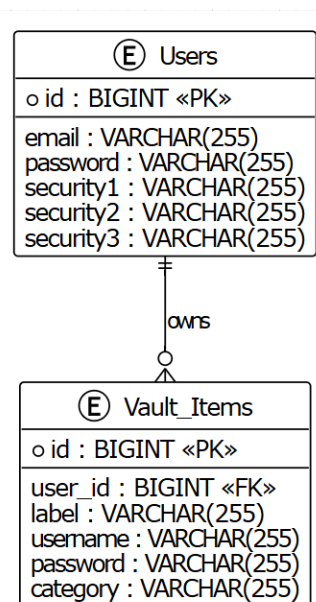 E Users
id : BIGINT «PK»
email : VARCHAR(255)
password : VARCHAR(255)
security1 : VARCHAR(255)
security2 : VARCHAR(255)
security3 : VARCHAR(255)
owns
E Vault_Items
id : BIGINT «PK»
user_id : BIGINT «FK»
label : VARCHAR(255)
username : VARCHAR(255)
password : VARCHAR(255)
category : VARCHAR(255)